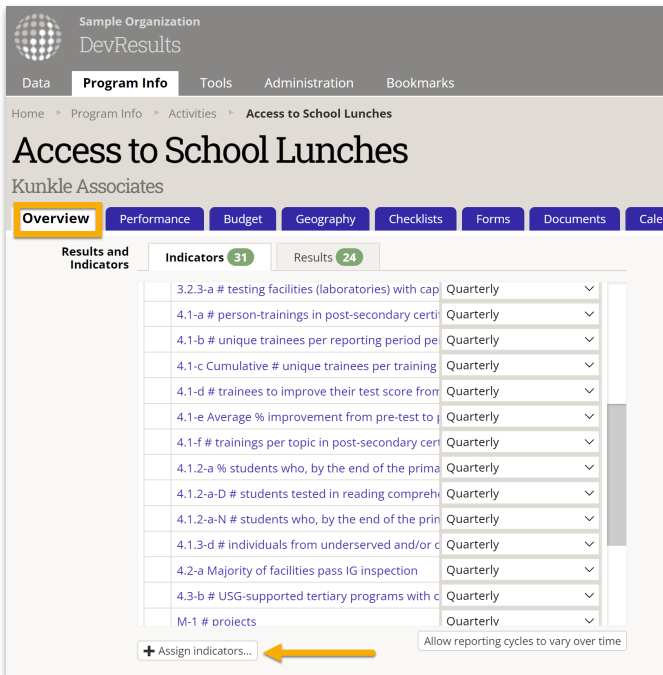 Sample Organization
DevResults
Data Program Info Tools Administration Bookmarks
Home Program Info Activities Access to School Lunches
Access to School Lunches
Kunkle Associates
Overview Performance Budget Geography Checklists Forms Documents Cale
Results and Indicators
Indicators 31 Results 24
3.2.3-a # testing facilities (laboratories) with cap Quarterly
4.1-a # person-trainings in post-secondary certi Quarterly
4.1-b # unique trainees per reporting period pe Quarterly
4.1-c Cumulative # unique trainees per training Quarterly
4.1-d # trainees to improve their test score from Quarterly
4.1-e Average % improvement from pre-test to p Quarterly
4.1-f # trainings per topic in post-secondary cert Quarterly
4.1.2-a % students who, by the end of the prima Quarterly
4.1.2-a-D # students tested in reading comprehe Quarterly
4.1.2-a-N # students who, by the end of the prim Quarterly
4.1.3-d # individuals from underserved and/or d Quarterly
4.2-a Majority of facilities pass IG inspection Quarterly
4.3-b # USG-supported tertiary programs with c Quarterly
M-1 # projects Quarterly
Allow reporting cycles to vary over time
+ Assign indicators...